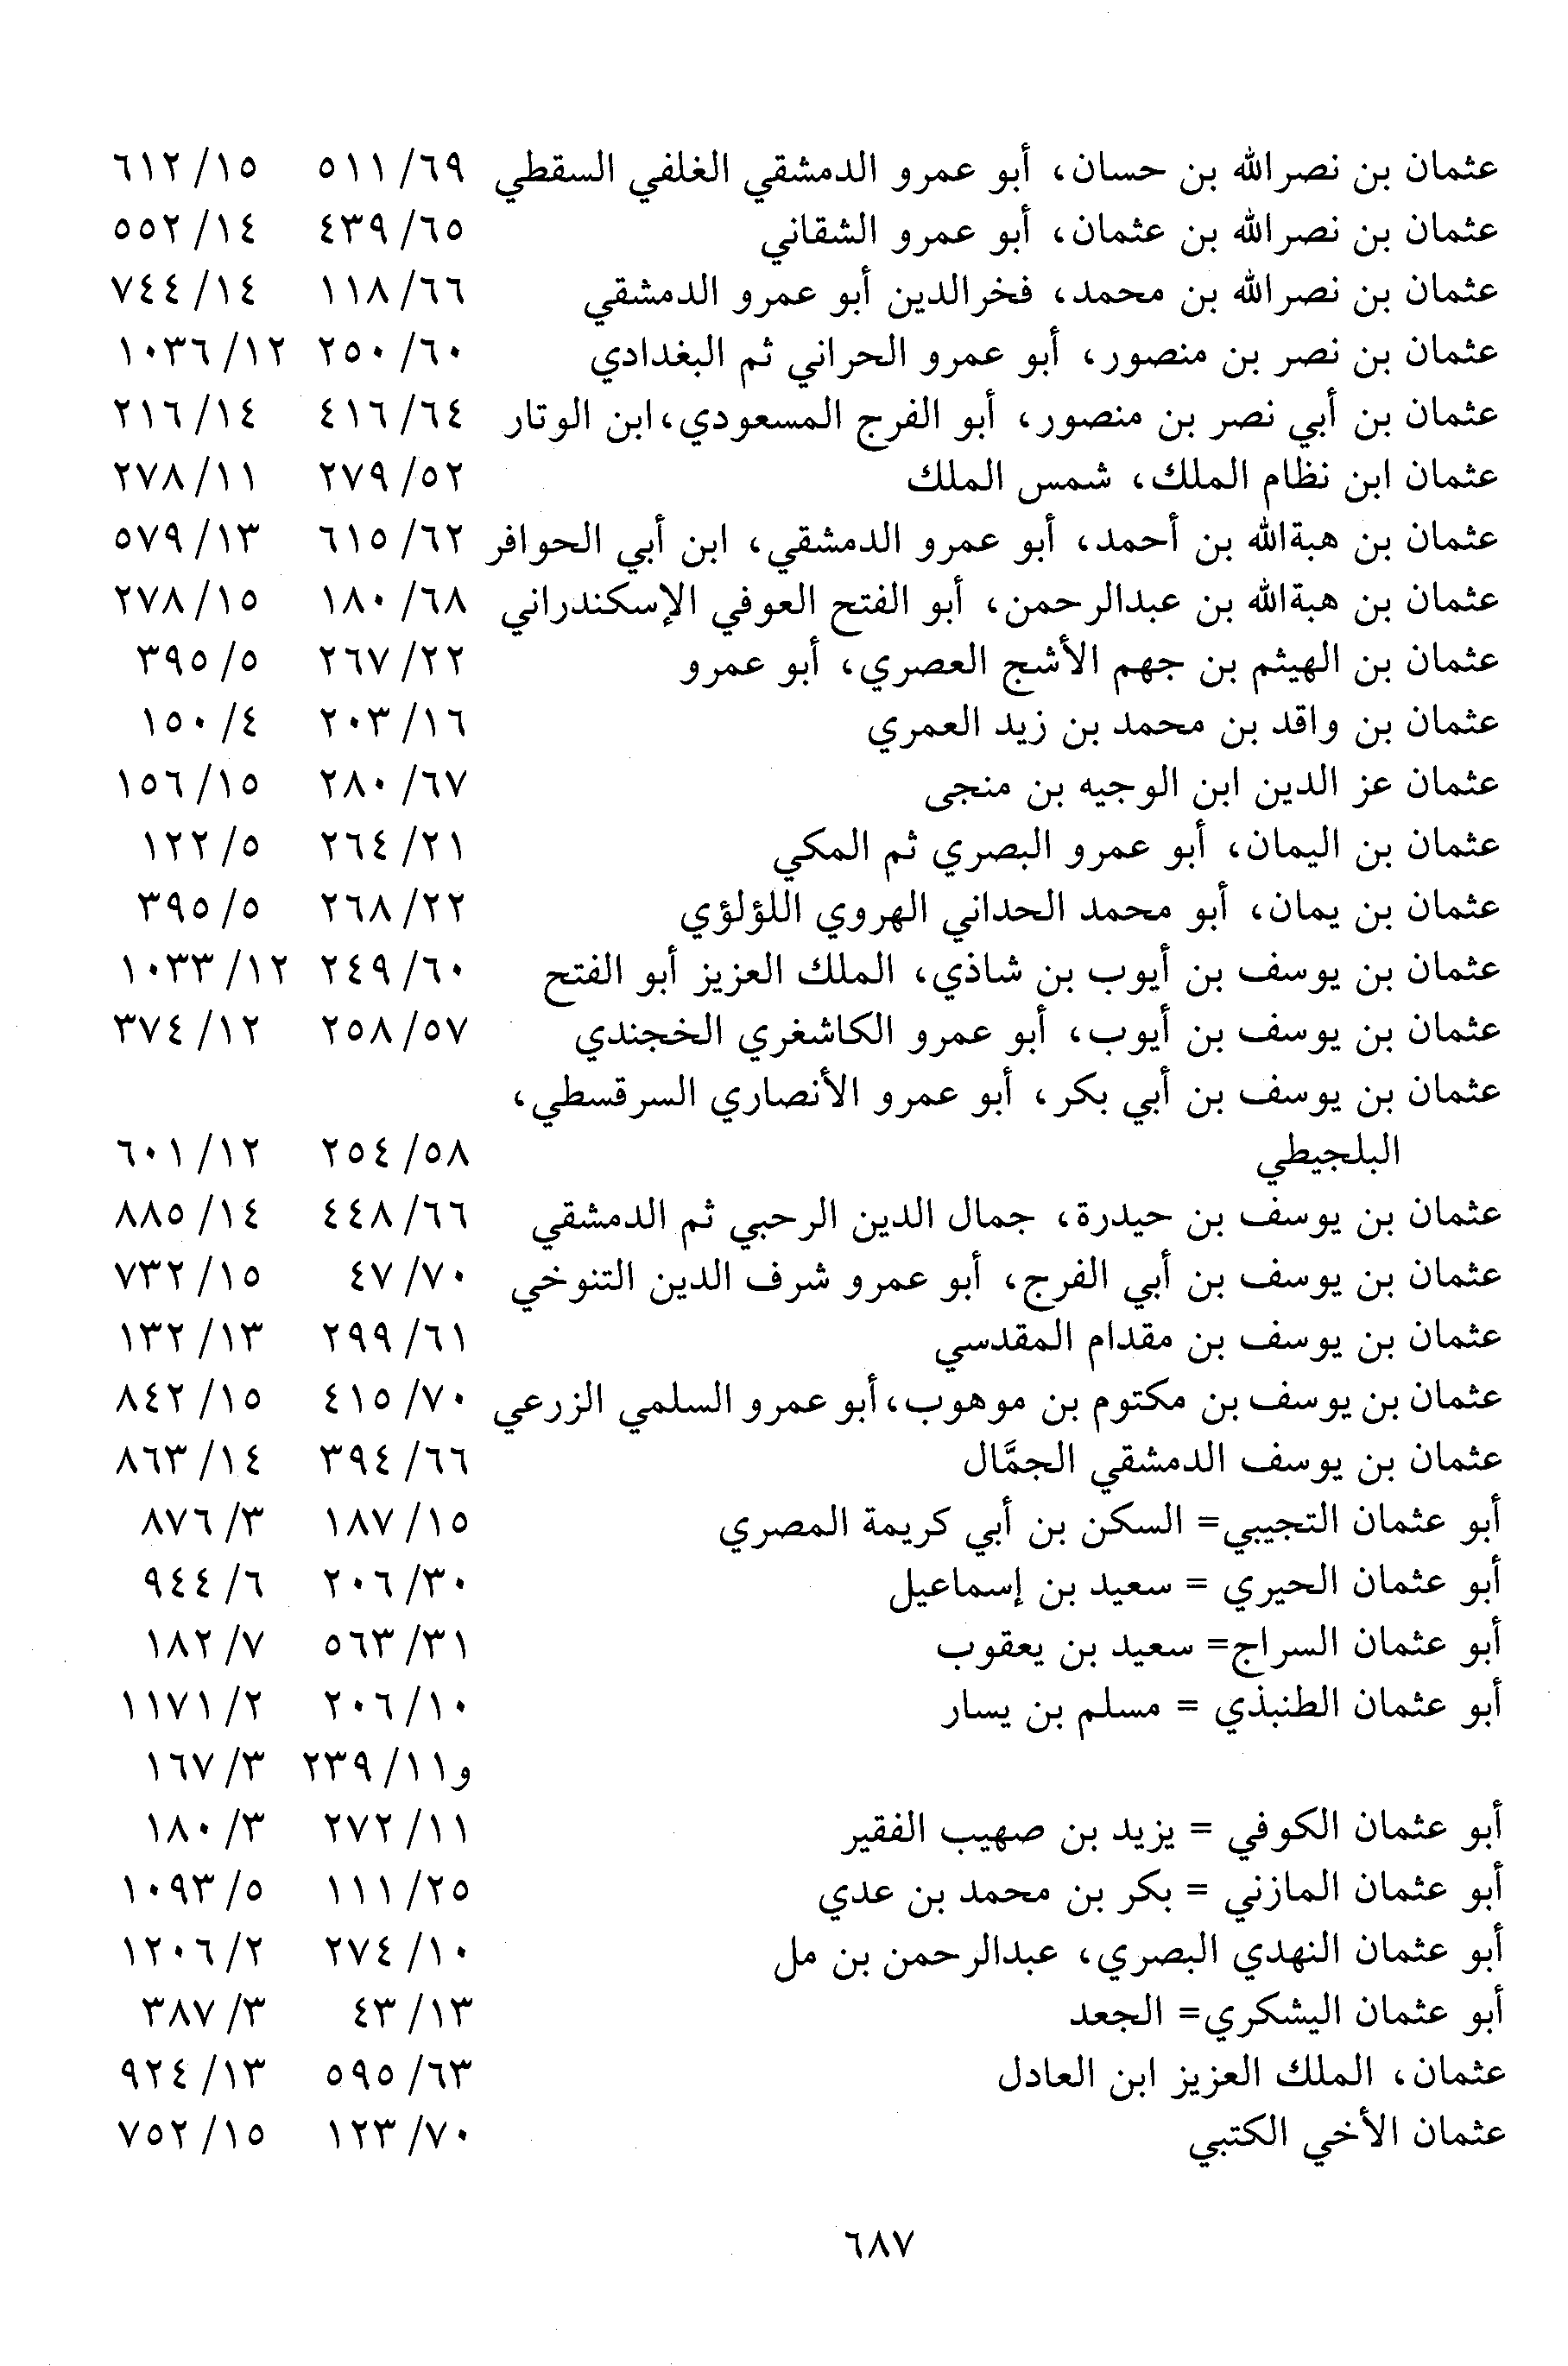 عثمان بن نصرالله بن حسان، أبو عمرو الدمشقي الغلفي السقطي ٦٩/ ٥١١ ١٥/ ٦١٢
عثمان بن نصرالله بن عثمان، أبو عمرو الشقاني ٦٥/ ٤٣٩ ١٤/ ٥٥٢
عثمان بن نصرالله بن محمد، فخرالدين أبو عمرو الدمشقي ٦٦/ ١١٨ ١٤/ ٧٤٤
عثمان بن نصر بن منصور، أبو عمرو الحراني ثم البغدادي ٦٠/ ٢٥٠ ١٢/ ١٠٣٦
عثمان بن أبي نصر بن منصور، أبو الفرج المسعودي، ابن الوتار ٦٤/ ٤١٦ ١٤/ ٢١٦
عثمان ابن نظام الملك، شمس الملك ٥٢/ ٢٧٩ ١١/ ٢٧٨
عثمان بن هبةالله بن أحمد، أبو عمرو الدمشقي، ابن أبي الحوافر ٦٢/ ٦١٥ ١٣/ ٥٧٩
عثمان بن هبةالله بن عبدالرحمن، أبو الفتح العوفي الإسكندراني ٦٨/ ١٨٠ ١٥/ ٢٧٨
عثمان بن الهيثم بن جهم الأشج العصري، أبو عمرو ٢٢/ ٢٦٧ ٥/ ٣٩٥
عثمان بن واقد بن محمد بن زيد العمري ١٦/ ٢٠٣ ٤/ ١٥٠
عثمان عز الدين ابن الوجيه بن منجى ٦٧/ ٢٨٠ ١٥/ ١٥٦
عثمان بن اليمان، أبو عمرو البصري ثم المكي ٢١/ ٢٦٤ ٥/ ١٢٢
عثمان بن يمان، أبو محمد الحداني الهروي اللؤلؤي ٢٢/ ٢٦٨ ٥/ ٣٩٥
عثمان بن يوسف بن أيوب بن شاذي، الملك العزيز أبو الفتح ٦٠/ ٢٤٩ ١٢/ ١٠٣٣
عثمان بن يوسف بن أيوب، أبو عمرو الكاشغري الخجندي ٥٧/ ٢٥٨ ١٢/ ٣٧٤
عثمان بن يوسف بن أبي بكر، أبو عمرو الأنصاري السرقسطي،
البلجيطي ٥٨/ ٢٥٤ ١٢/ ٦٠١
عثمان بن يوسف بن حيدرة، جمال الدين الرحبي ثم الدمشقي ٦٦/ ٤٤٨ ١٤/ ٨٨٥
عثمان بن يوسف بن أبي الفرج، أبو عمرو شرف الدين التنوخي ٧٠/ ٤٧ ١٥/ ٧٣٢
عثمان بن يوسف بن مقدام المقدسي ٦١/ ٢٩٩ ١٣/ ١٣٢
عثمان بن يوسف بن مكتوم بن موهوب، أبو عمرو السلمي الزرعي ٧٠/ ٤١٥ ١٥/ ٨٤٢
عثمان بن يوسف الدمشقي الجمَّال ٦٦/ ٣٩٤ ١٤/ ٨٦٣
أبو عثمان التجيبي= السكن بن أبي كريمة المصري ١٥/ ١٨٧ ٣/ ٨٧٦
أبو عثمان الحيري = سعيد بن إسماعيل ٣٠/ ٢٠٦ ٦/ ٩٤٤
أبو عثمان السراج= سعيد بن يعقوب ٣١/ ٥٦٣ ٧/ ١٨٢
أبو عثمان الطنبذي = مسلم بن يسار ١٠/ ٢٠٦ ٢/ ١١٧١
و١١/ ٢٣٩ ٣/ ١٦٧
أبو عثمان الكوفي = يزيد بن صهيب الفقير ١١/ ٢٧٢ ٣/ ١٨٠
أبو عثمان المازني = بكر بن محمد بن عدي ٢٥/ ١١١ ٥/ ١٠٩٣
أبو عثمان النهدي البصري، عبدالرحمن بن مل ١٠/ ٢٧٤ ٢/ ١٢٠٦
أبو عثمان اليشكري= الجعد ١٣/ ٤٣ ٣/ ٣٨٧
عثمان، الملك العزيز ابن العادل ٦٣/ ٥٩٥ ١٣/ ٩٢٤
عثمان الأخي الكتبي ٧٠/ ١٢٣ ١٥/ ٧٥٢
٦٨٧